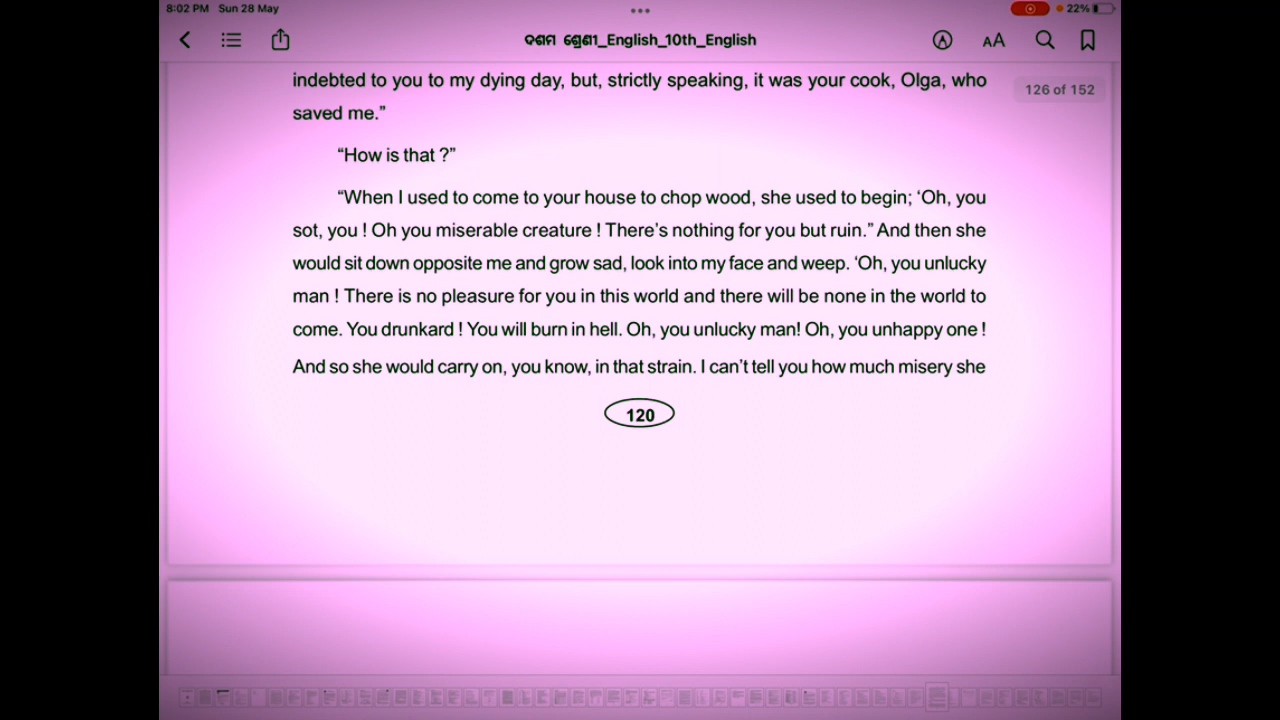 8:02 PM Sun 28 May
22%
ଦଶମ ଶ୍ରେଣୀ_English_10th_English
AA
indebted to you to my dying day, but, strictly speaking, it was your cook, Olga, who
126 of 152
saved me.”
“How is that ?”
“When I used to come to your house to chop wood, she used to begin; ‘Oh, you
sot, you ! Oh you miserable creature ! There’s nothing for you but ruin.” And then she
would sit down opposite me and grow sad, look into my face and weep. ‘Oh, you unlucky
man ! There is no pleasure for you in this world and there will be none in the world to
come. You drunkard ! You will burn in hell. Oh, you unlucky man! Oh, you unhappy one !
And so she would carry on, you know, in that strain. I can’t tell you how much misery she
120